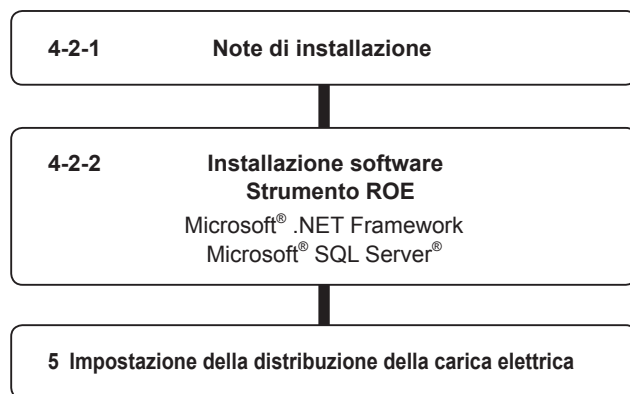 4-2-1 Note di installazione
4-2-2 Installazione software
Strumento ROE
Microsoft® .NET Framework
Microsoft® SQL Server®
5 Impostazione della distribuzione della carica elettrica